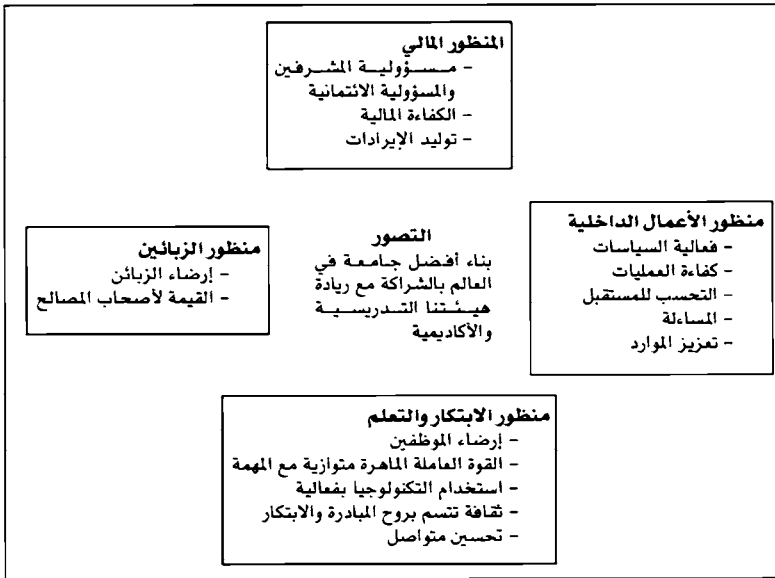 المنظور المالي
- مسؤولية المشرفين
والمسؤولية الائتمانية
- الكفاءة المالية
- توليد الإيرادات
منظور الأعمال الداخلية
- فعالية السياسات
- كفاءة العمليات
- التحسب للمستقبل
- المساءلة
- تعزيز الموارد
التصور
بناء أفضل جامعة في
العالم بالشراكة مع ريادة
هيئتنا التدريسية
والأكاديمية
منظور الزبائين
- إرضاء الزبائن
- القيمة لأصحاب المصالح
منظور الابتكار والتعلم
- إرضاء الموظفين
- القوة العاملة الماهرة متوازية مع المهمة
- استخدام التكنولوجيا بفعالية
- ثقافة تتسم بروح المبادرة والابتكار
- تحسين متواصل